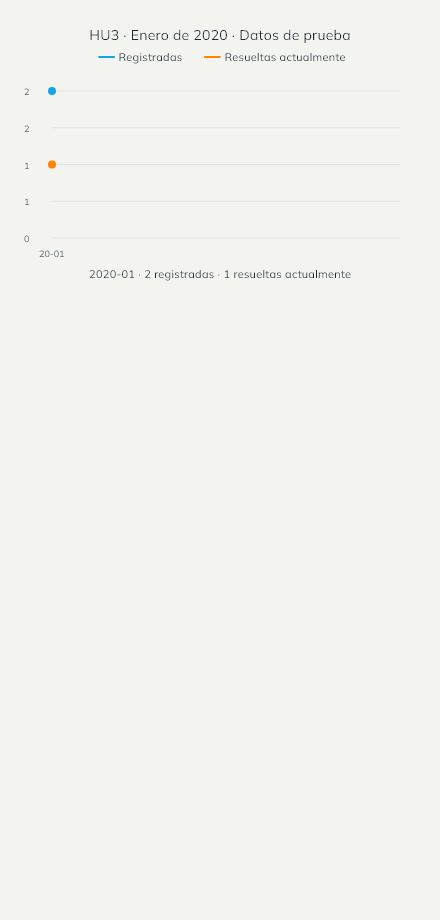 HU3 · Enero de 2020 · Datos de prueba
Registradas Resueltas actualmente
2
2
1
1
0
20-01
2020-01 · 2 registradas · 1 resueltas actualmente